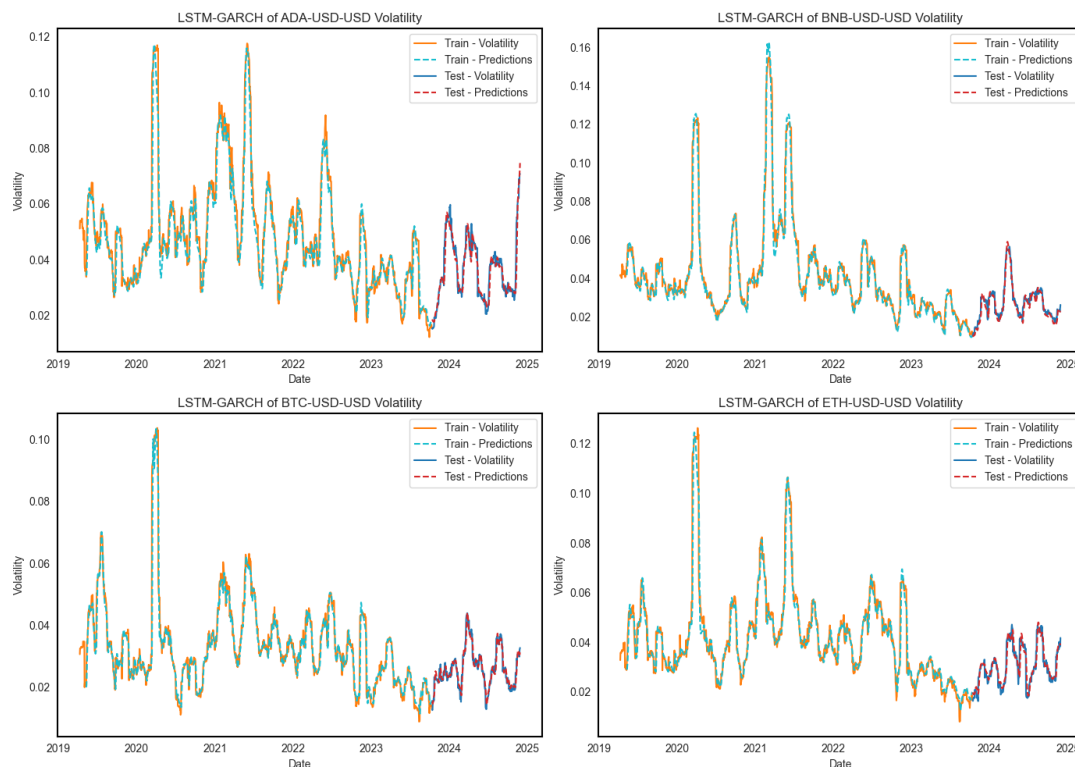 LSTM-GARCH of ADA-USD-USD Volatility
0.12
0.10
0.08
0.06
0.04
0.02
Volatility
Train - Volatility
Train - Predictions
Test - Volatility
Test - Predictions
2019 2020 2021 2022 2023 2024 2025
Date
LSTM-GARCH of BNB-USD-USD Volatility
0.16
0.14
0.12
0.10
0.08
0.06
0.04
0.02
Volatility
Train - Volatility
Train - Predictions
Test - Volatility
Test - Predictions
2019 2020 2021 2022 2023 2024 2025
Date
LSTM-GARCH of BTC-USD-USD Volatility
0.10
0.08
0.06
0.04
0.02
Volatility
Train - Volatility
Train - Predictions
Test - Volatility
Test - Predictions
2019 2020 2021 2022 2023 2024 2025
Date
LSTM-GARCH of ETH-USD-USD Volatility
0.12
0.10
0.08
0.06
0.04
0.02
Volatility
Train - Volatility
Train - Predictions
Test - Volatility
Test - Predictions
2019 2020 2021 2022 2023 2024 2025
Date